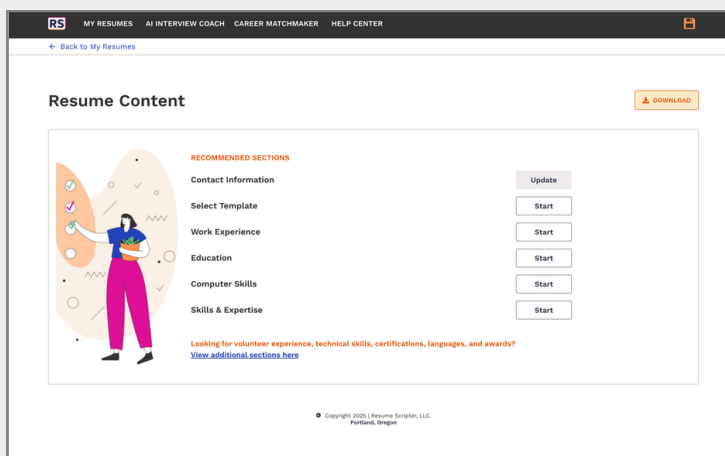 RS MY RESUMES AI INTERVIEW COACH CAREER MATCHMAKER HELP CENTER
← Back to My Resumes
Resume Content
DOWNLOAD
RECOMMENDED SECTIONS
Contact Information Update
Select Template Start
Work Experience Start
Education Start
Computer Skills Start
Skills & Expertise Start
Looking for volunteer experience, technical skills, certifications, languages, and awards?
View additional sections here
Copyright 2025 | Resume Scripter, LLC.
Portland, Oregon